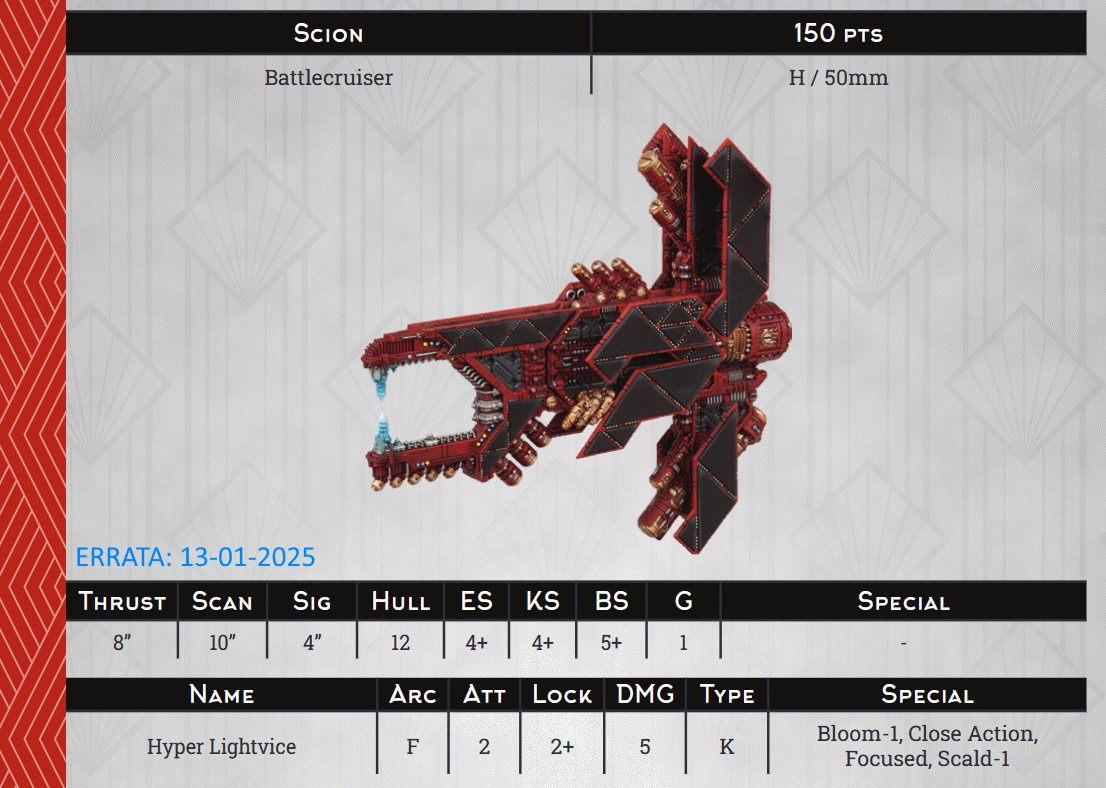 Scion 150 pts
Battlecruiser H / 50mm
ERRATA: 13-01-2025
Thrust Scan Sig Hull ES KS BS G Special
8” 10” 4” 12 4+ 4+ 5+ 1 -
Name Arc Att Lock DMG Type Special
Hyper Lightvice F 2 2+ 5 K Bloom-1, Close Action,
Focused, Scald-1